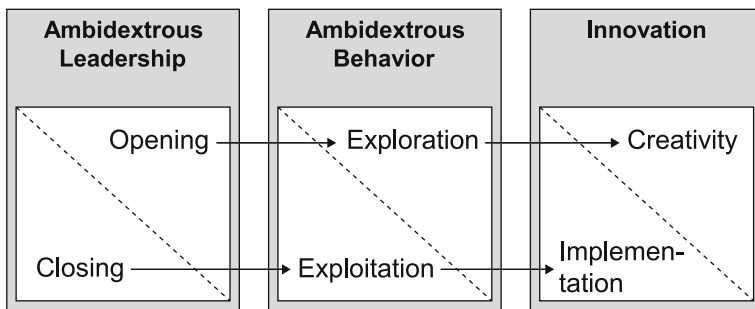 Ambidextrous
Leadership
Ambidextrous
Behavior
Innovation
Opening
Exploration
Creativity
Closing
Exploitation
Implemen-
tation